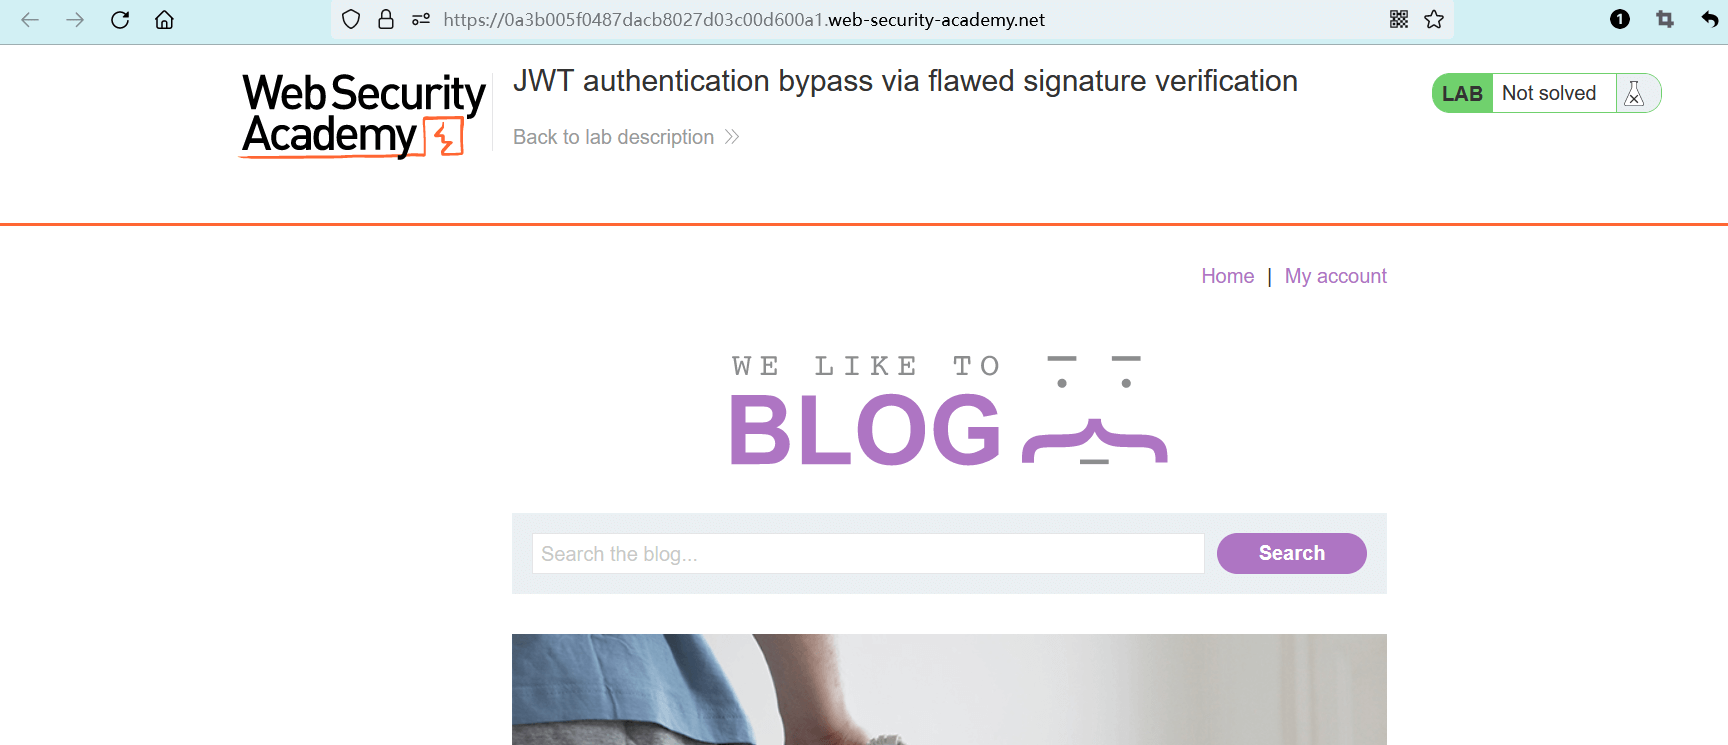 https://0a3b005f0487dacb8027d03c00d600a1.web-security-academy.net
1
Web Security
Academy
JWT authentication bypass via flawed signature verification
Back to lab description
LAB Not solved
Home | My account
WE LIKE TO
BLOG
Search the blog...
Search